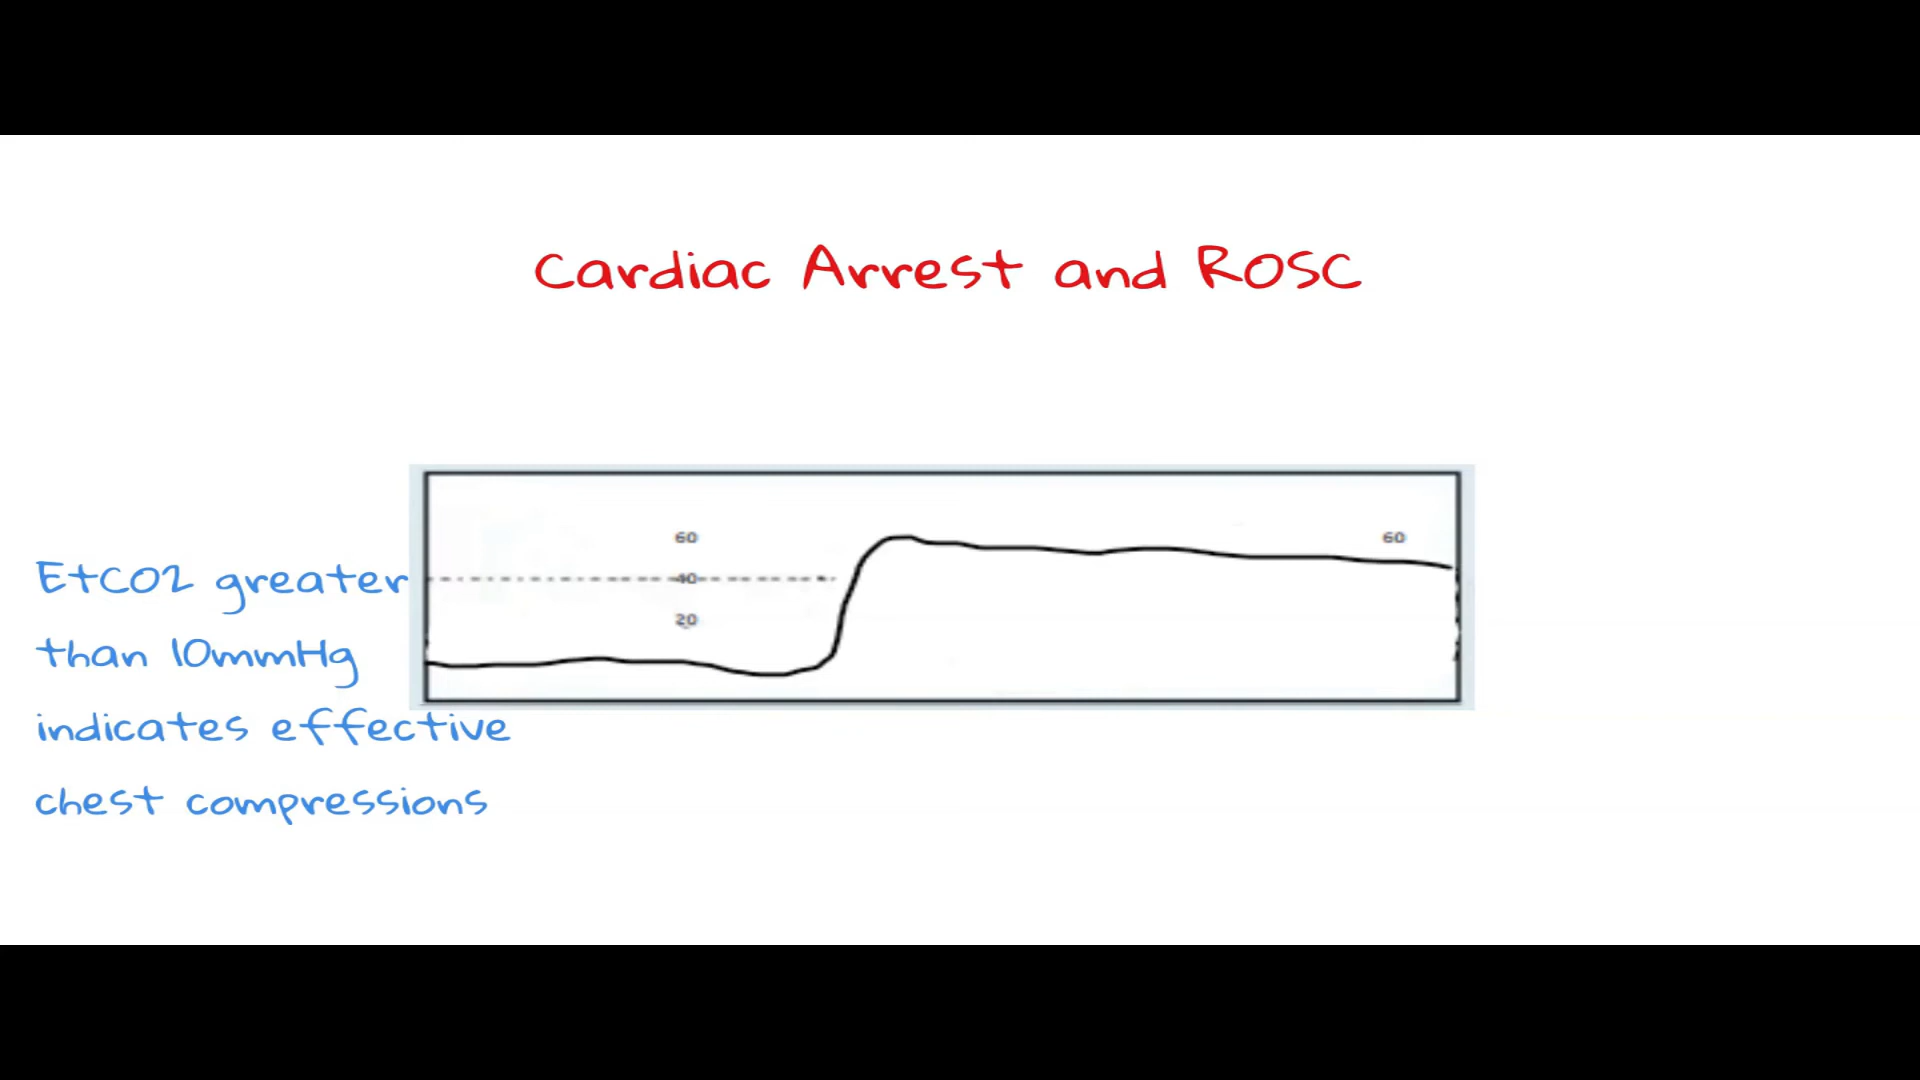 Cardiac Arrest and ROSC
60
60
EtCO2 greater
40
20
than 10mmHg
indicates effective
chest compressions